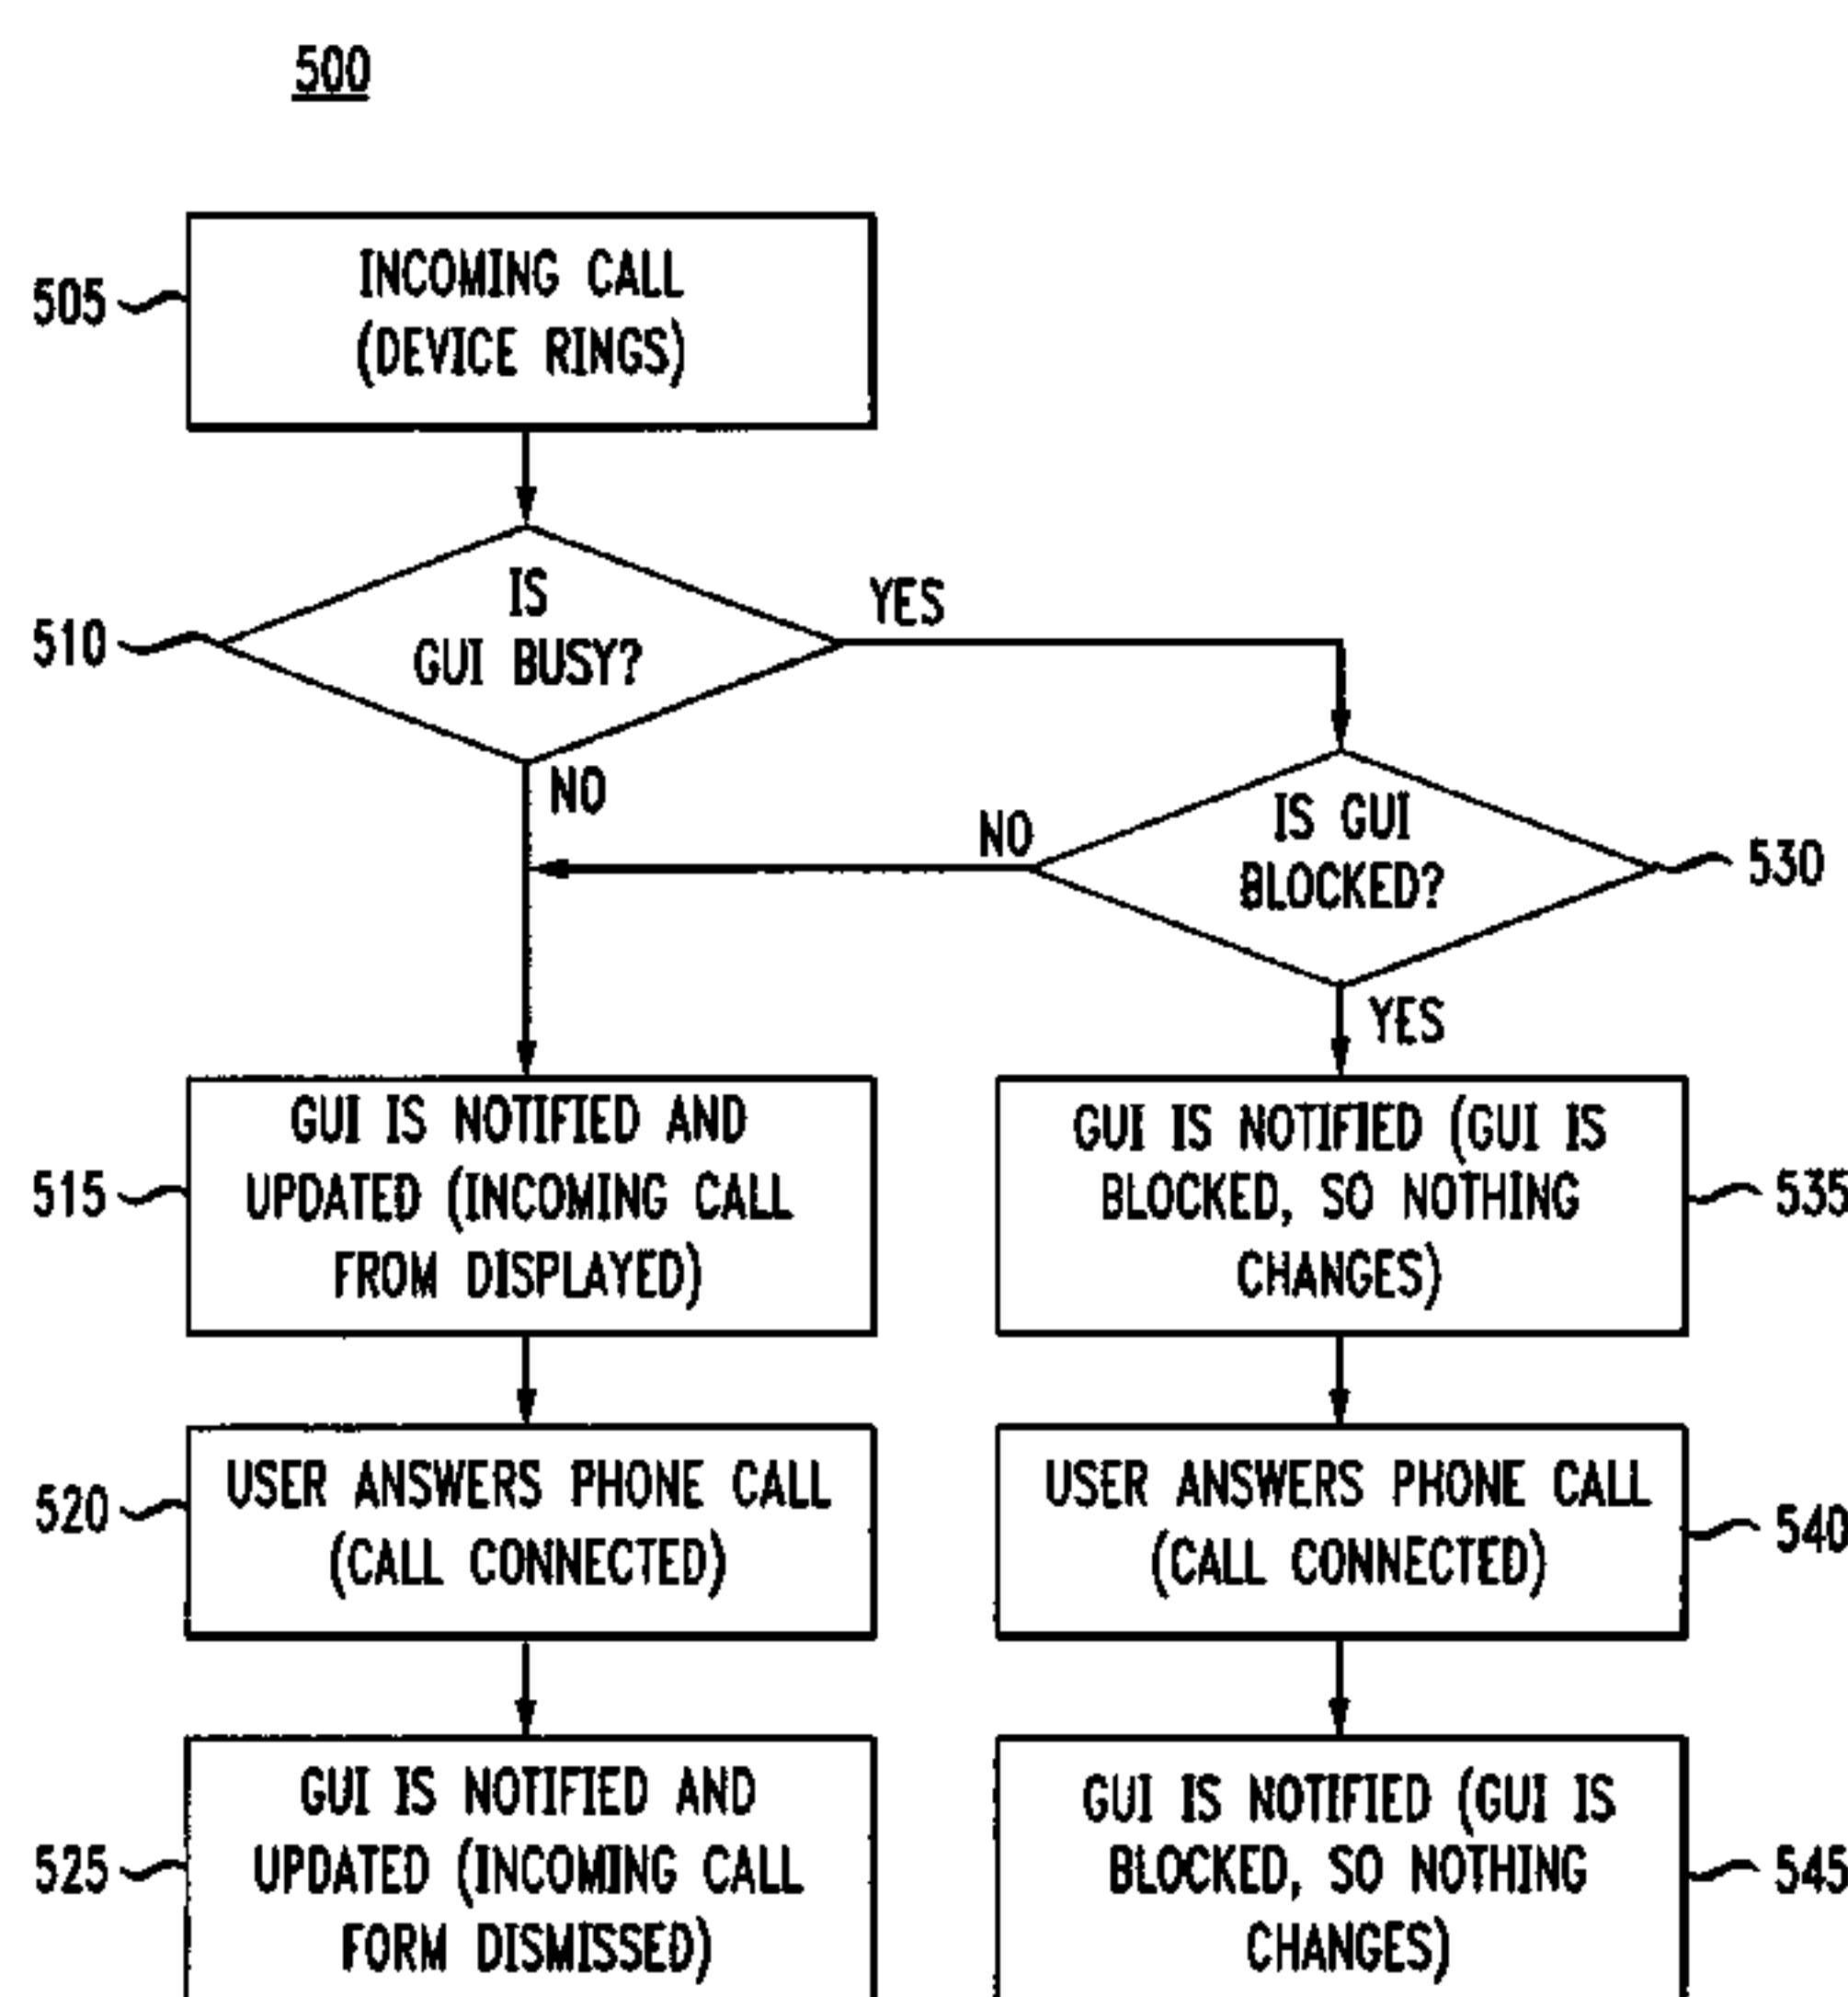 500
505
INCOMING CALL
(DEVICE RINGS)
510
IS
GUI BUSY?
YES
NO
NO
IS GUI
BLOCKED?
530
YES
515
GUI IS NOTIFIED AND
UPDATED (INCOMING CALL
FROM DISPLAYED)
GUI IS NOTIFIED (GUI IS
BLOCKED, SO NOTHING
CHANGES)
535
520
USER ANSWERS PHONE CALL
(CALL CONNECTED)
USER ANSWERS PHONE CALL
(CALL CONNECTED)
540
525
GUI IS NOTIFIED AND
UPDATED (INCOMING CALL
FORM DISMISSED)
GUI IS NOTIFIED (GUI IS
BLOCKED, SO NOTHING
CHANGES)
545